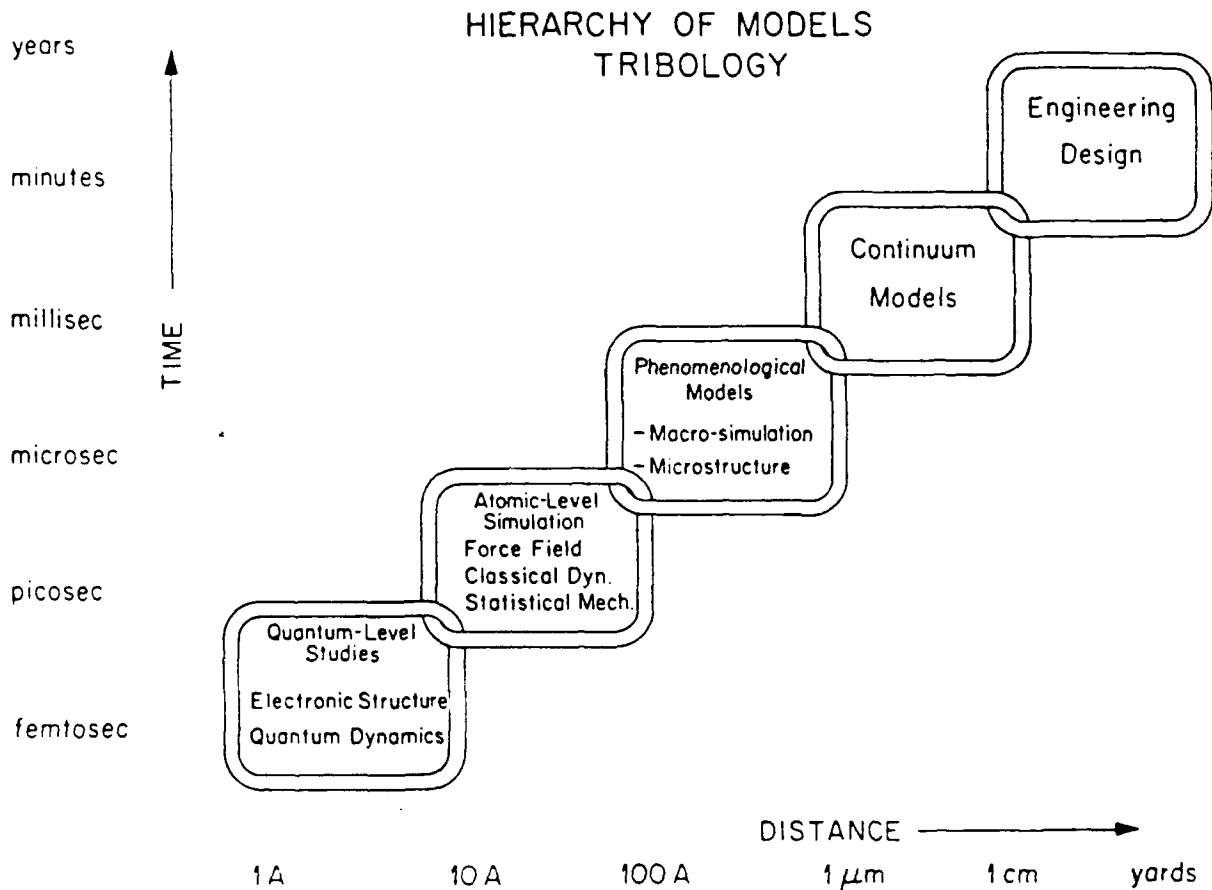 HIERARCHY OF MODELS
TRIBOLOGY
years
minutes
millisec
microsec
picosec
femtosec
TIME
Engineering
Design
Continuum
Models
Phenomenological
Models
- Macro-simulation
- Microstructure
Atomic-Level
Simulation
Force Field
Classical Dyn.
Statistical Mech.
Quantum-Level
Studies
Electronic Structure
Quantum Dynamics
DISTANCE
1 A
10 A
100 A
1 μm
1 cm
yards